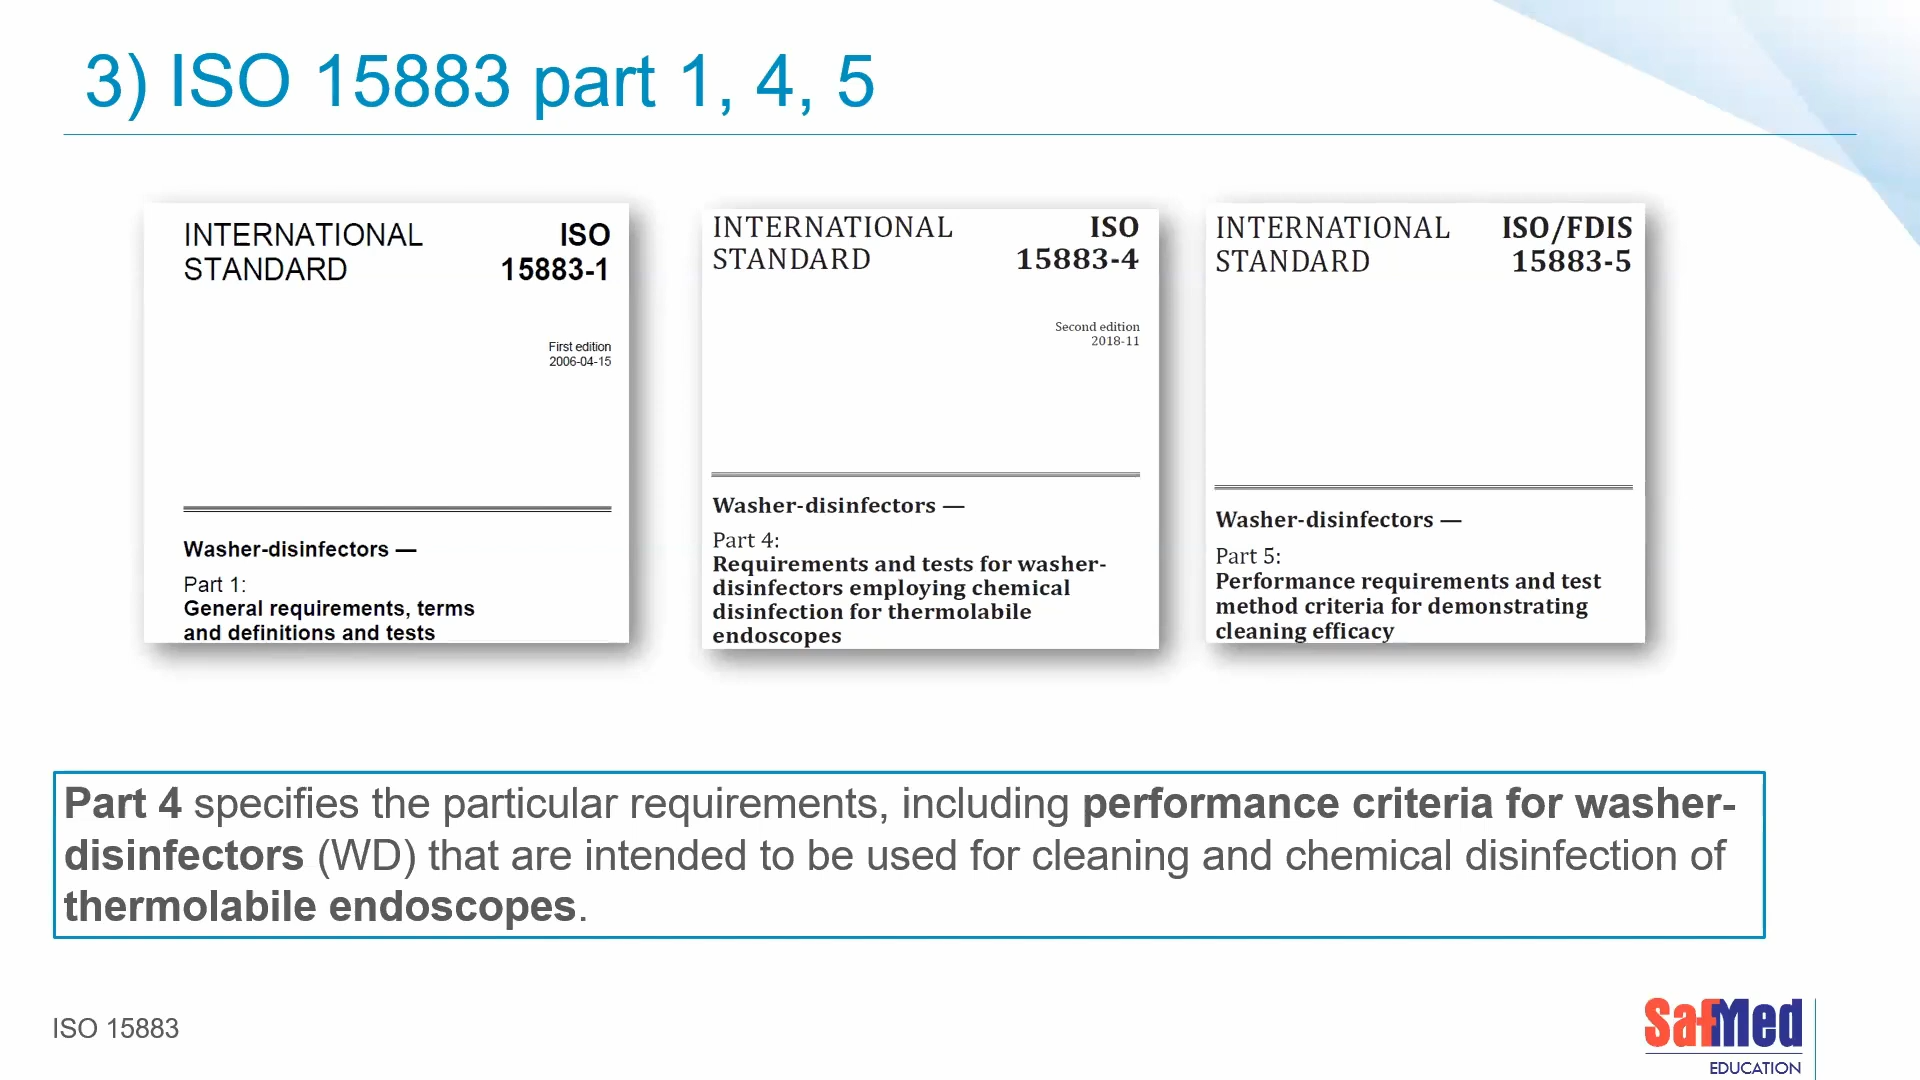 3) ISO 15883 part 1, 4, 5
INTERNATIONAL STANDARD
ISO 15883-1
First edition
2006-04-15
Washer-disinfectors —
Part 1:
General requirements, terms
and definitions and tests
INTERNATIONAL STANDARD
ISO 15883-4
Second edition
2018-11
Washer-disinfectors —
Part 4:
Requirements and tests for washer-
disinfectors employing chemical
disinfection for thermolabile
endoscopes
INTERNATIONAL STANDARD
ISO/FDIS 15883-5
Washer-disinfectors —
Part 5:
Performance requirements and test
method criteria for demonstrating
cleaning efficacy
Part 4 specifies the particular requirements, including performance criteria for washer-
disinfectors (WD) that are intended to be used for cleaning and chemical disinfection of
thermolabile endoscopes.
ISO 15883
SafMed
EDUCATION